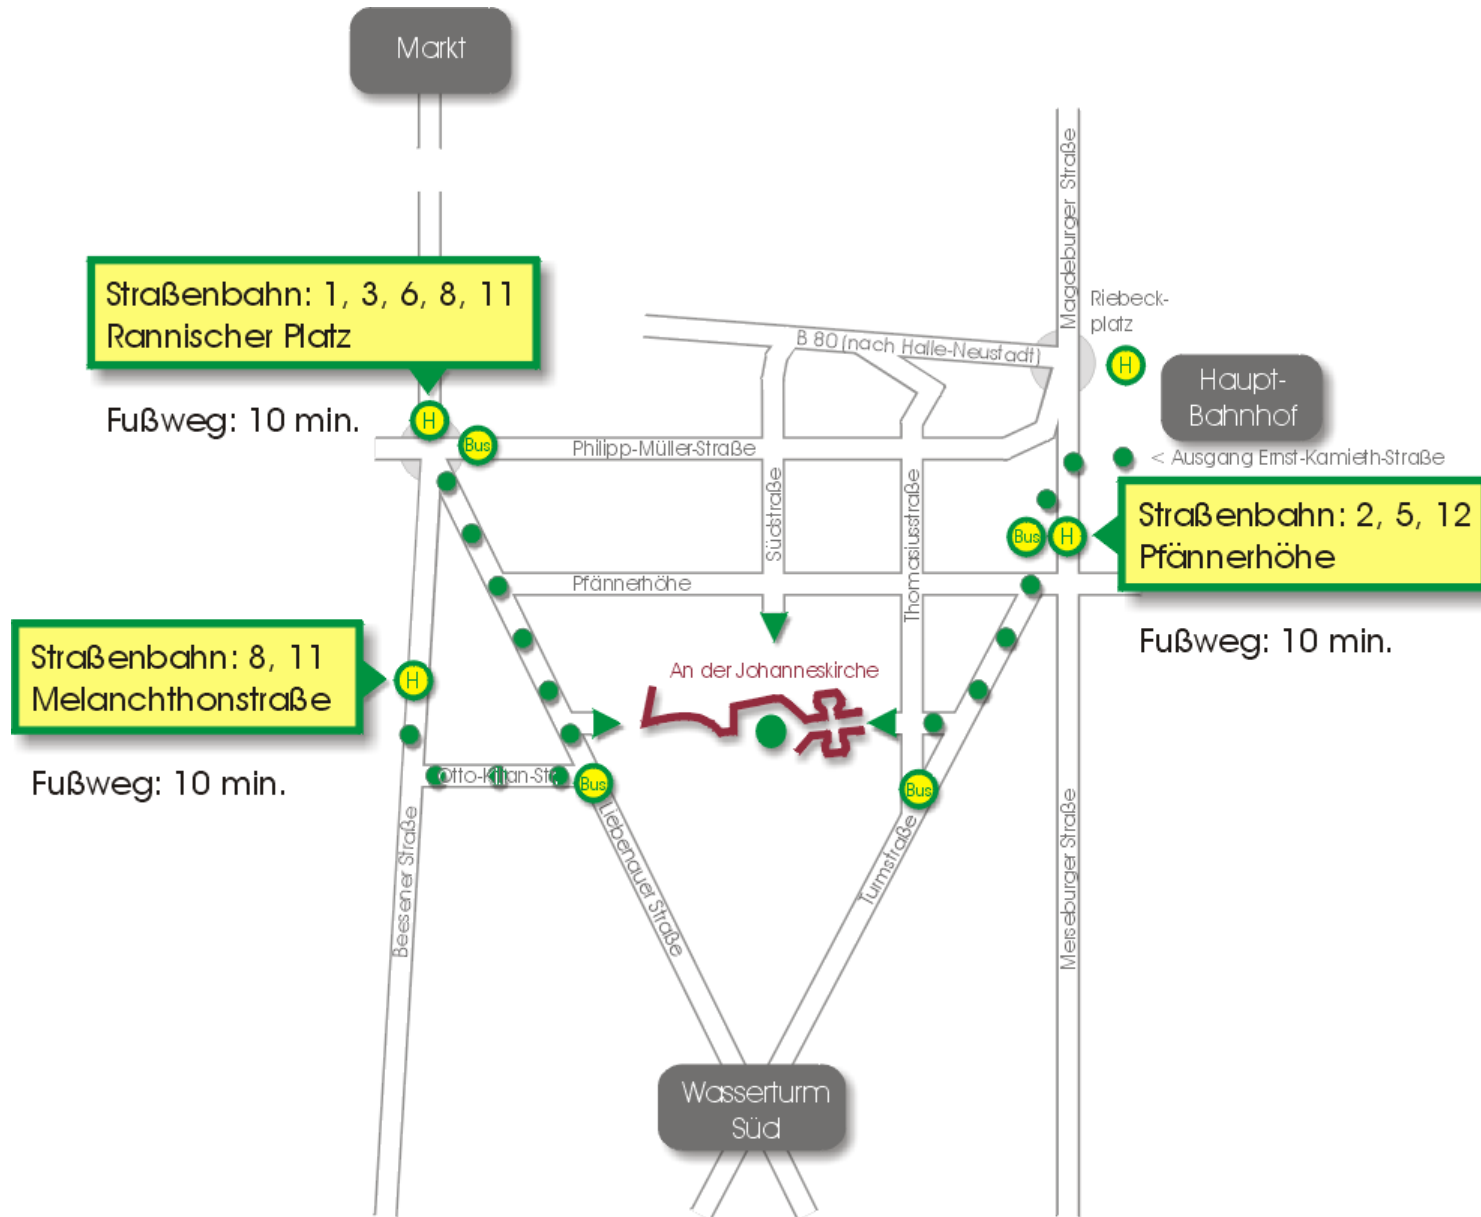 Markt
Straßenbahn: 1, 3, 6, 8, 11
Rannischer Platz
Fußweg: 10 min.
H
Bus
Magdeburger Straße
Riebeck-
platz
B 80 (nach Halle-Neustadt)
H
Haupt-
Bahnhof
< Ausgang Ernst-Kamieth-Straße
Philipp-Müller-Straße
Südstraße
Thomasiusstraße
Bus
H
Straßenbahn: 2, 5, 12
Pfännerhöhe
Fußweg: 10 min.
Pfännerhöhe
Straßenbahn: 8, 11
Melanchthonstraße
H
Fußweg: 10 min.
An der Johanneskirche
Otto-Kilian-Str.
Bus
Bus
Beesener Straße
Liebenauer Straße
Turmstraße
Merseburger Straße
Wasserturm
Süd